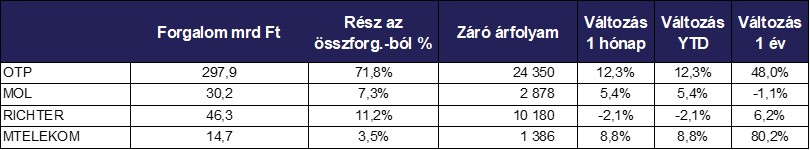 Forgalom mrd Ft Rész az összforg.-ból % Záró árfolyam Változás 1 hónap Változás YTD Változás 1 év
OTP 297,9 71,8% 24 350 12,3% 12,3% 48,0%
MOL 30,2 7,3% 2 878 5,4% 5,4% -1,1%
RICHTER 46,3 11,2% 10 180 -2,1% -2,1% 6,2%
MTELEKOM 14,7 3,5% 1 386 8,8% 8,8% 80,2%